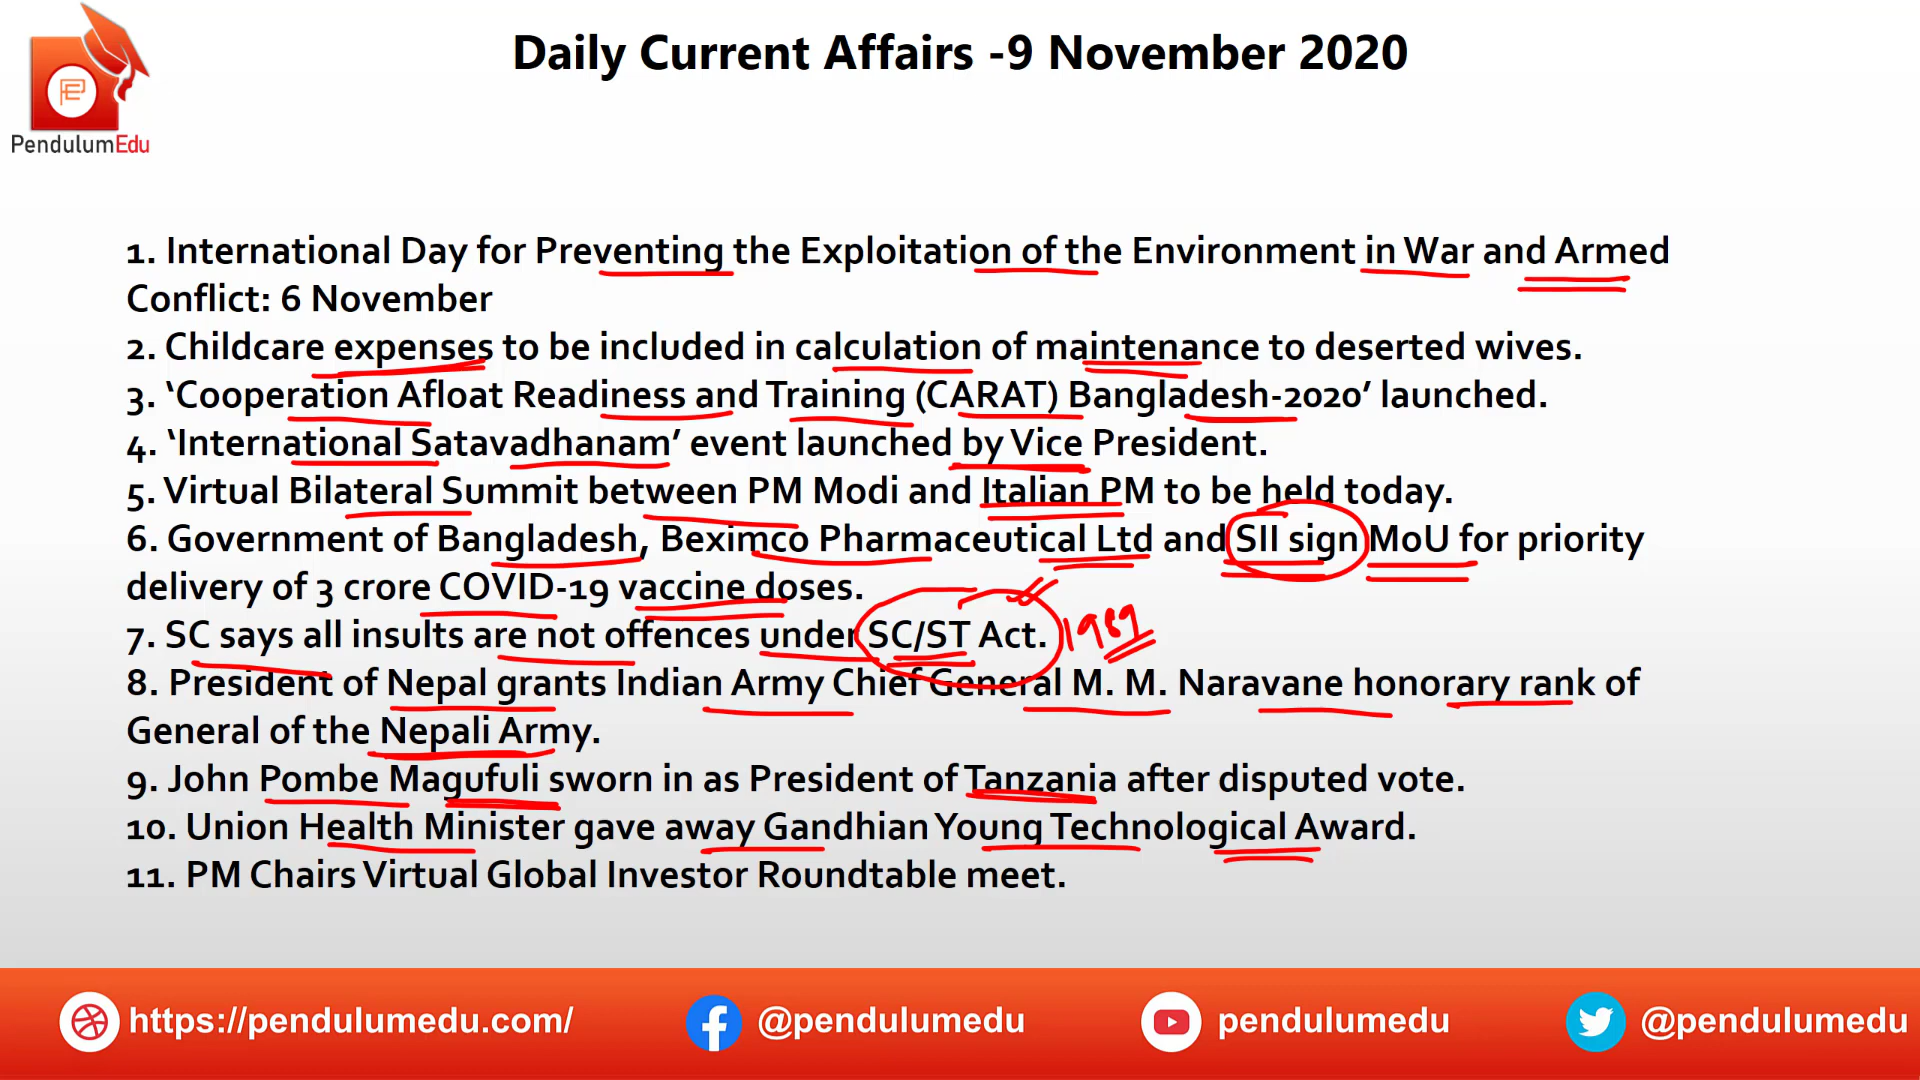 PendulumEdu
Daily Current Affairs -9 November 2020
1. International Day for Preventing the Exploitation of the Environment in War and Armed
Conflict: 6 November
2. Childcare expenses to be included in calculation of maintenance to deserted wives.
3. ‘Cooperation Afloat Readiness and Training (CARAT) Bangladesh-2020’ launched.
4. ‘International Satavadhanam’ event launched by Vice President.
5. Virtual Bilateral Summit between PM Modi and Italian PM to be held today.
6. Government of Bangladesh, Beximco Pharmaceutical Ltd and SII sign MoU for priority
delivery of 3 crore COVID-19 vaccine doses.
7. SC says all insults are not offences under SC/ST Act. 1989
8. President of Nepal grants Indian Army Chief General M. M. Naravane honorary rank of
General of the Nepali Army.
9. John Pombe Magufuli sworn in as President of Tanzania after disputed vote.
10. Union Health Minister gave away Gandhian Young Technological Award.
11. PM Chairs Virtual Global Investor Roundtable meet.
https://pendulumedu.com/ @pendulumedu pendulumedu @pendulumedu